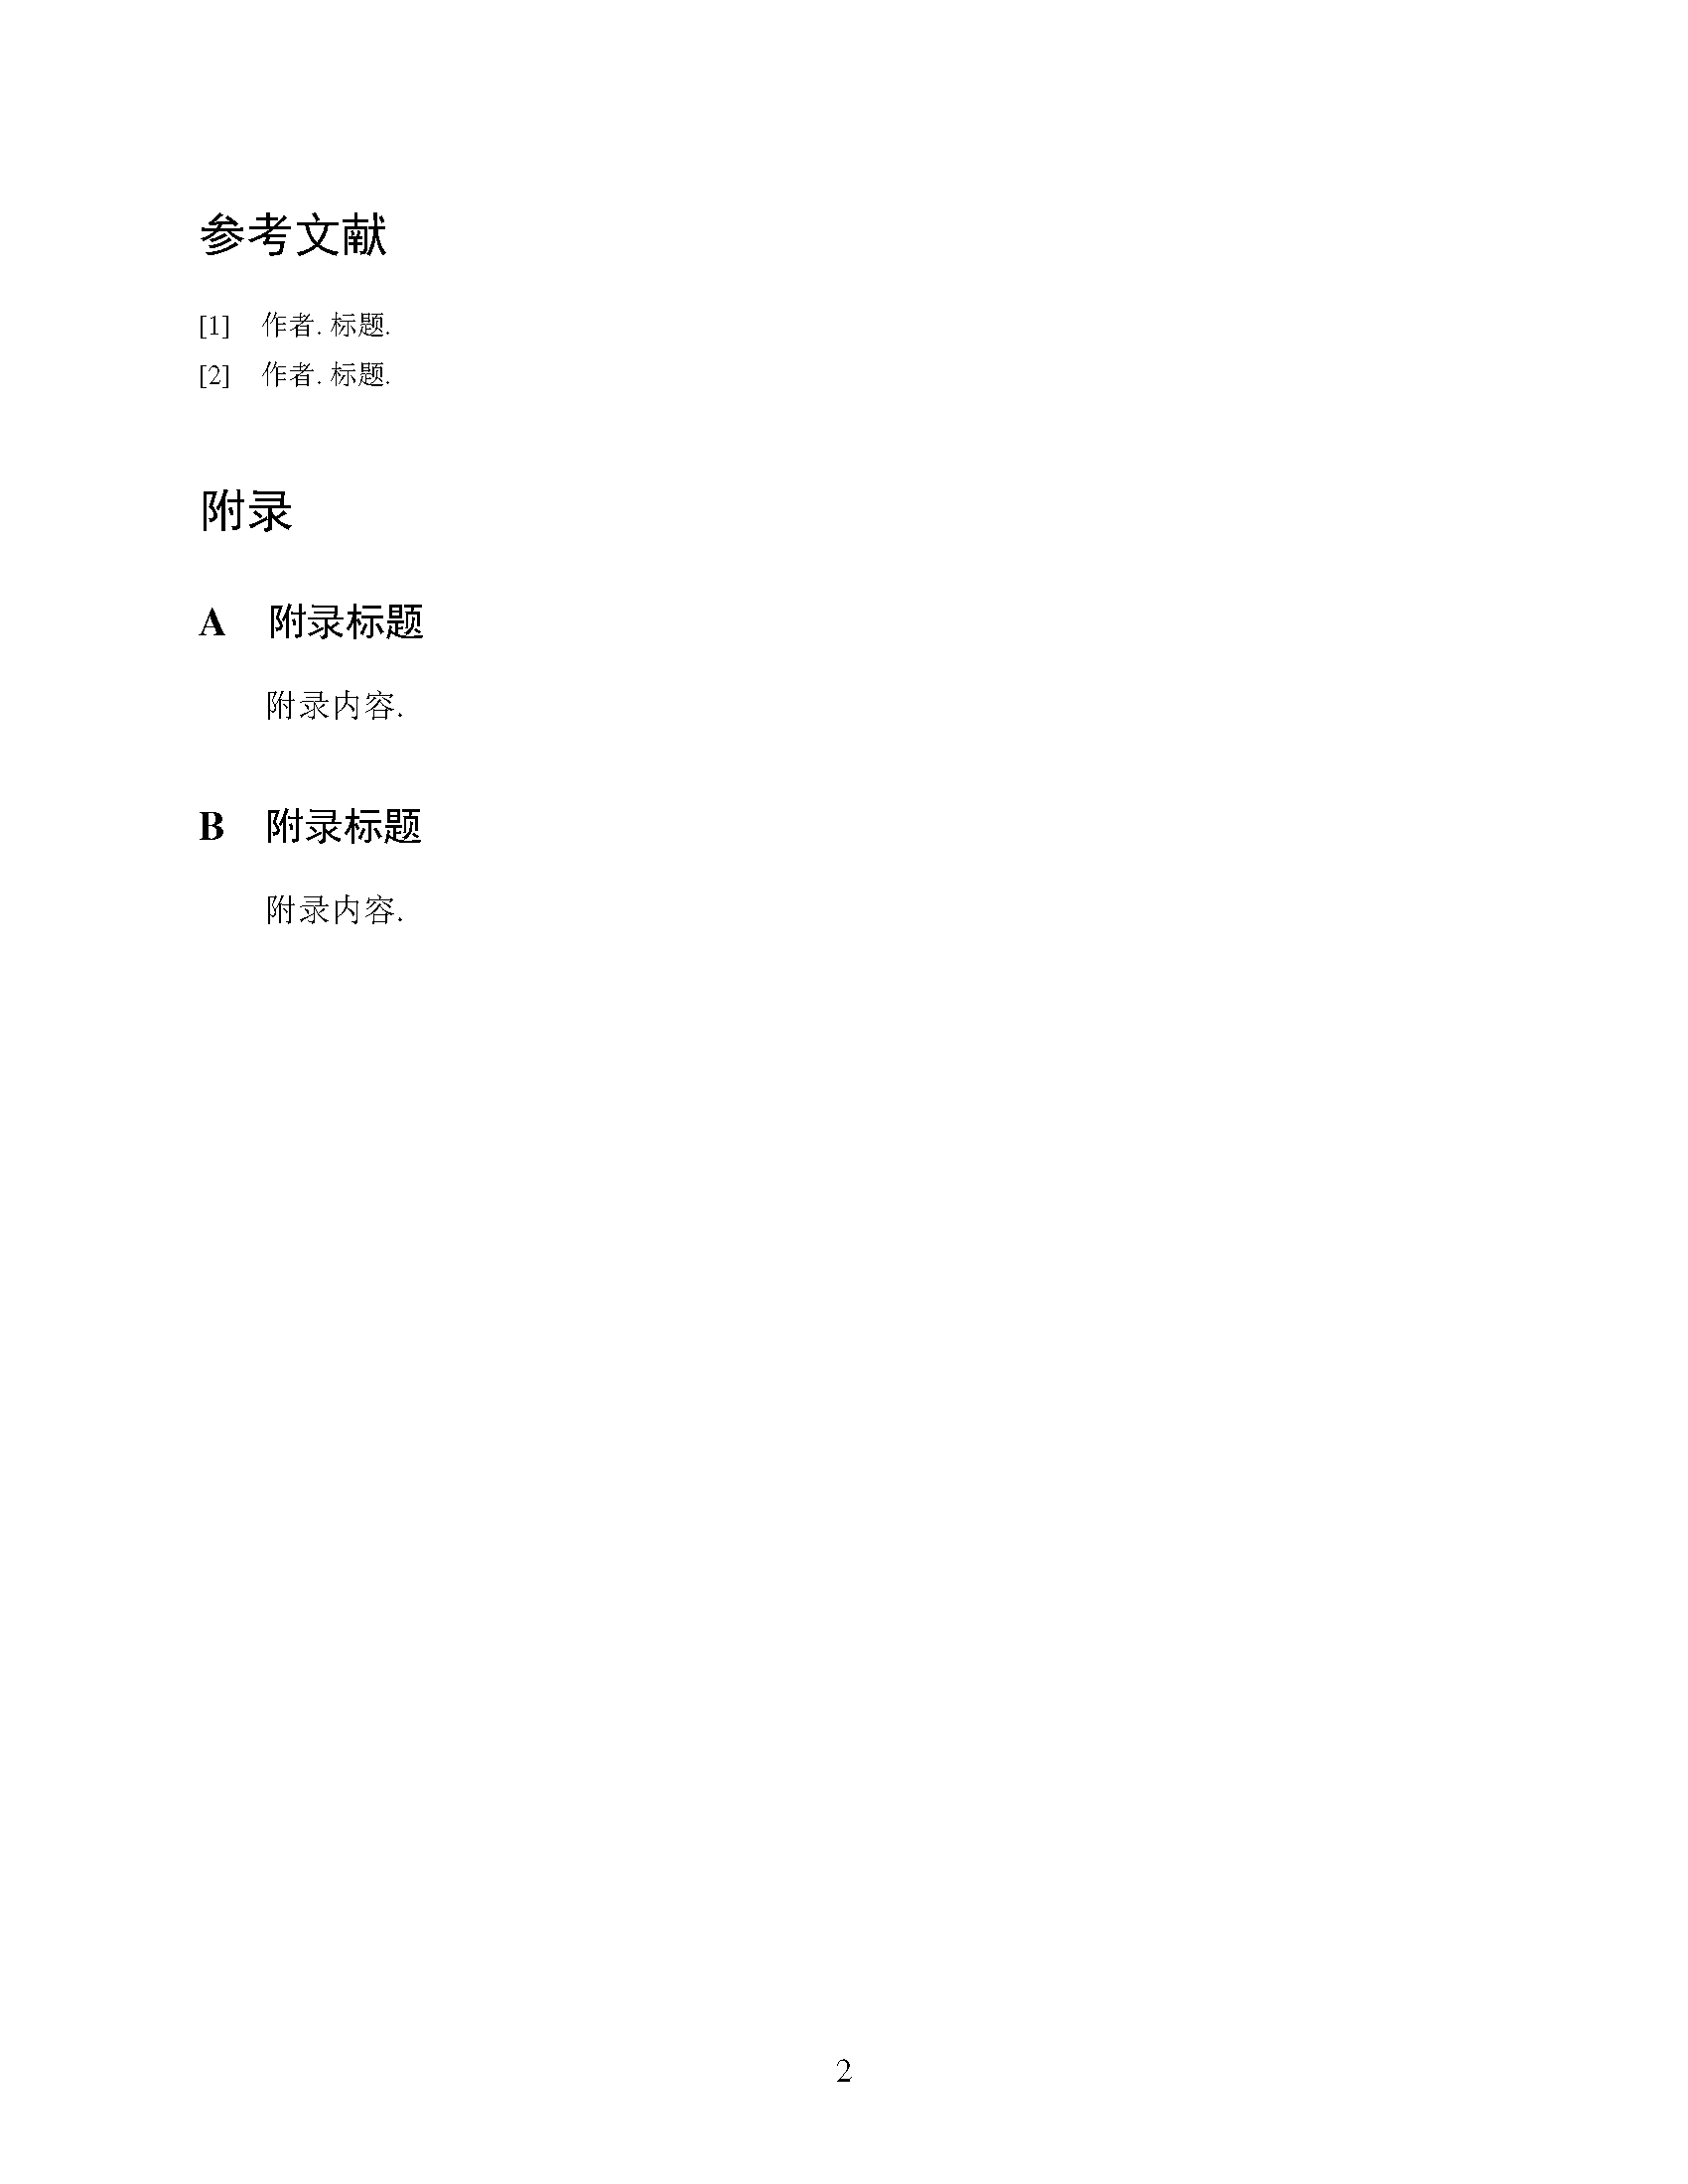 参考文献
[1] 作者. 标题.
[2] 作者. 标题.
附录
A 附录标题
附录内容.
B 附录标题
附录内容.
2